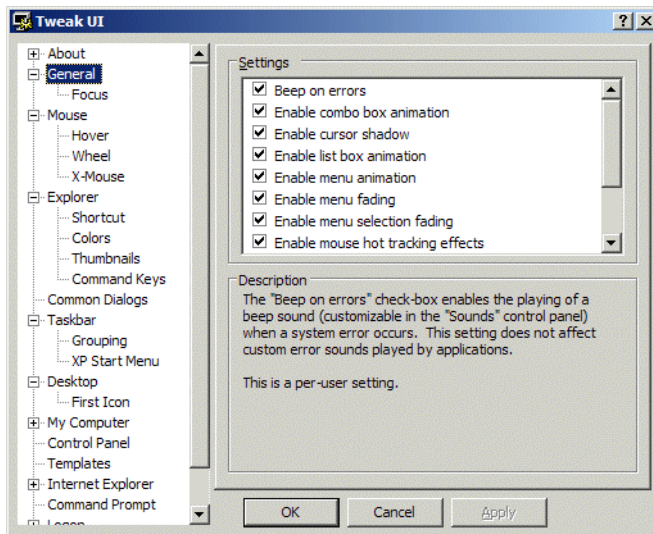 Tweak UI
About
General
Focus
Mouse
Hover
Wheel
X-Mouse
Explorer
Shortcut
Colors
Thumbnails
Command Keys
Common Dialogs
Taskbar
Grouping
XP Start Menu
Desktop
First Icon
My Computer
Control Panel
Templates
Internet Explorer
Command Prompt
Logon
Settings
Beep on errors
Enable combo box animation
Enable cursor shadow
Enable list box animation
Enable menu animation
Enable menu fading
Enable menu selection fading
Enable mouse hot tracking effects
Description
The "Beep on errors" check-box enables the playing of a
beep sound (customizable in the "Sounds" control panel)
when a system error occurs. This setting does not affect
custom error sounds played by applications.
This is a per-user setting.
OK
Cancel
Apply